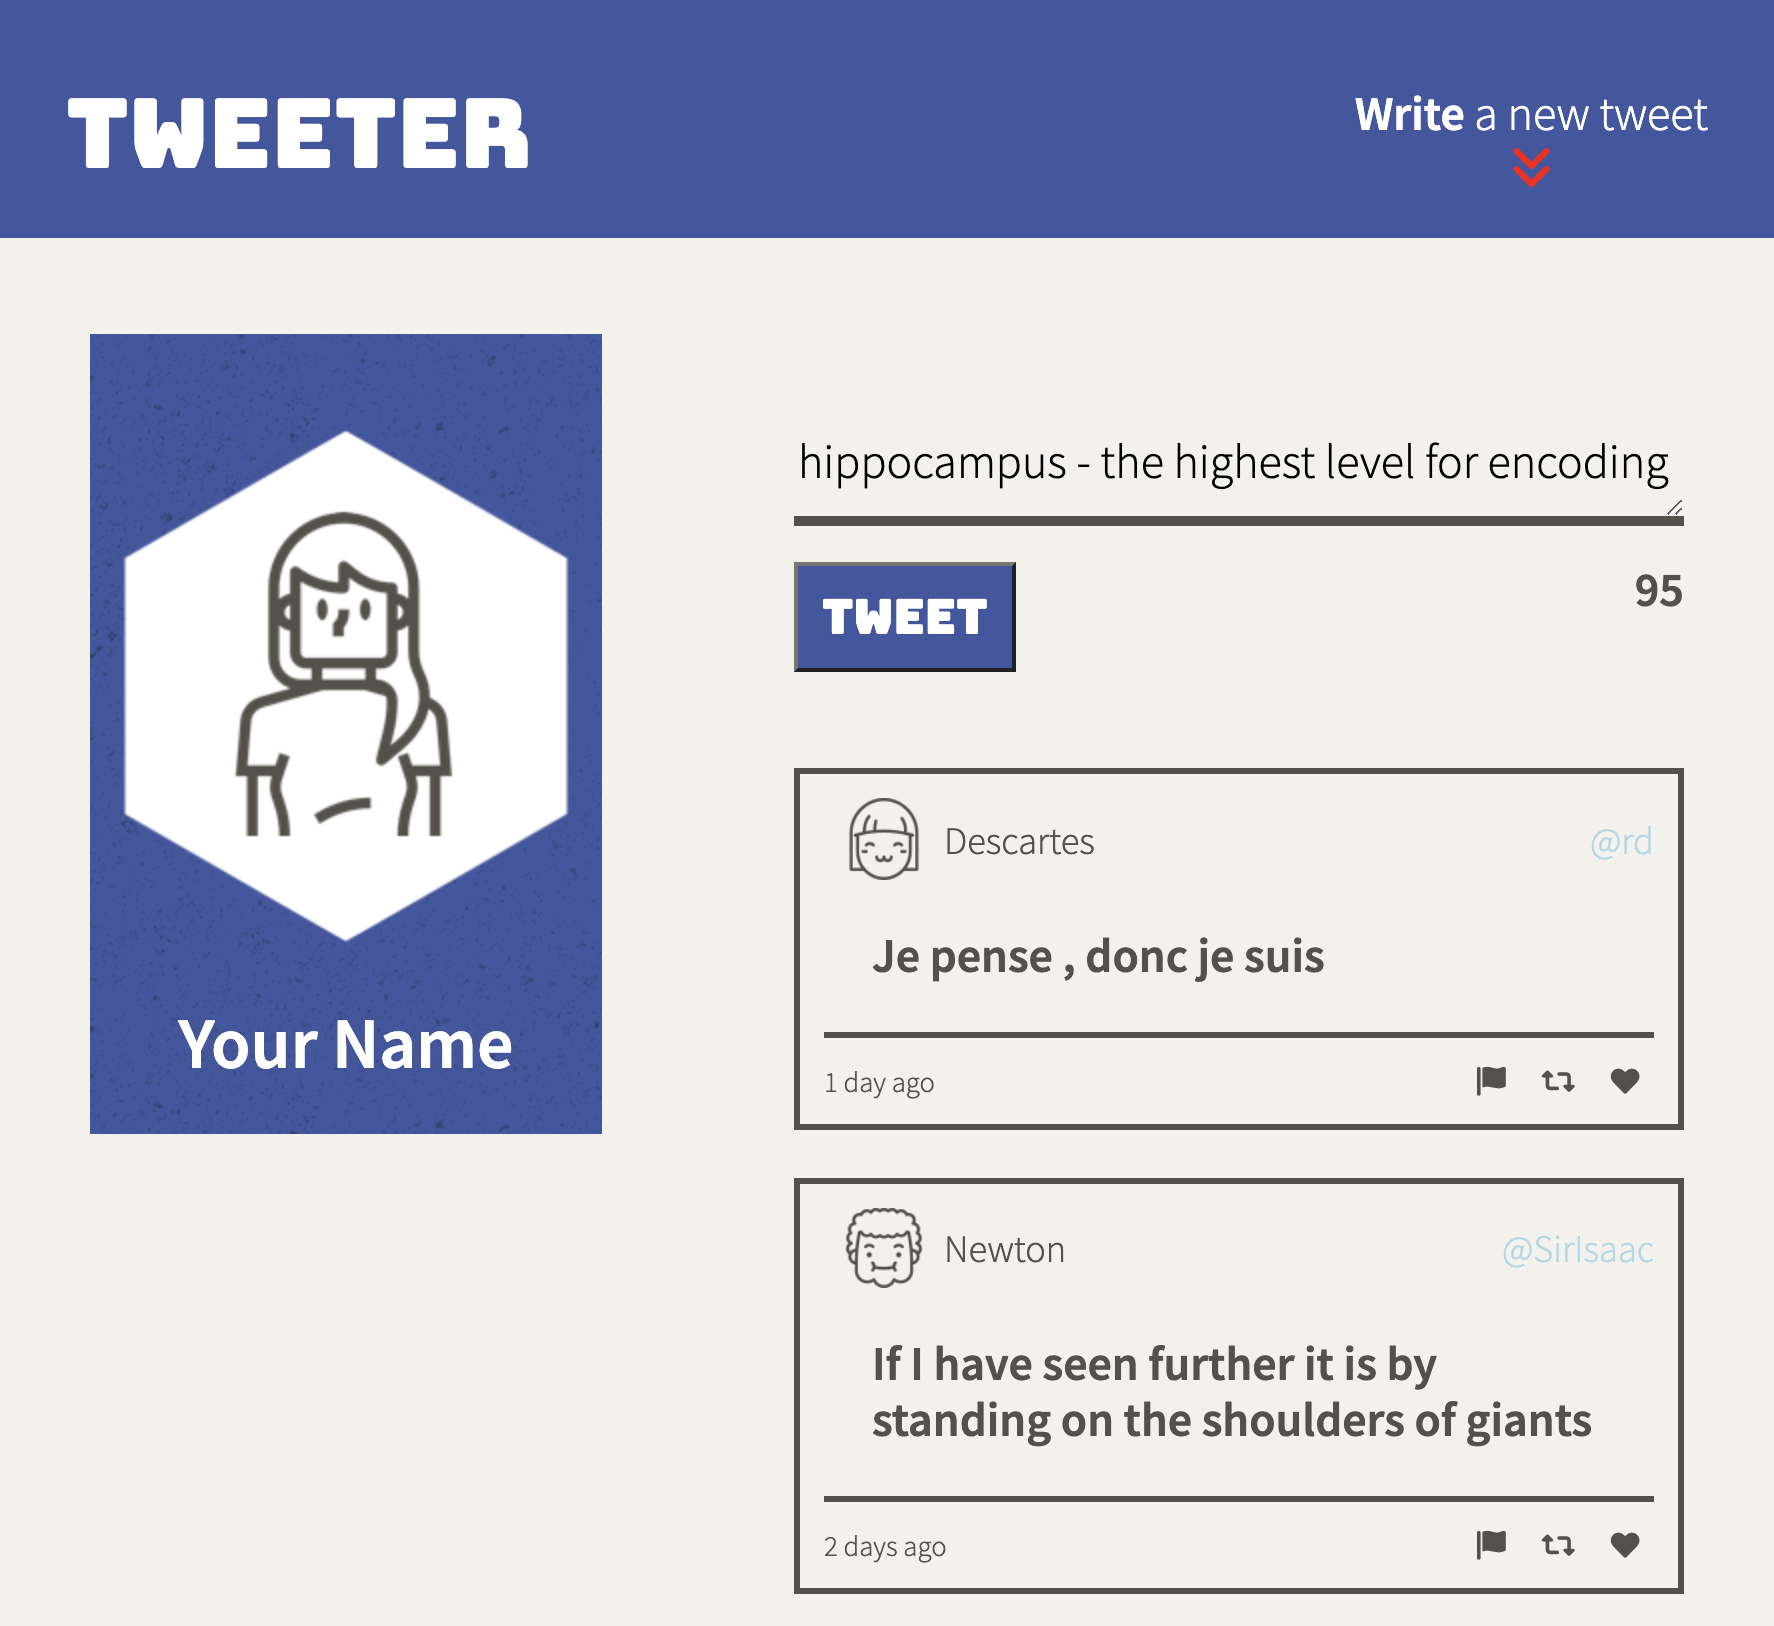 TWEETER
Write a new tweet
Your Name
hippocampus - the highest level for encoding
TWEET
95
Descartes
@rd
Je pense , donc je suis
1 day ago
Newton
@SirIsaac
If I have seen further it is by
standing on the shoulders of giants
2 days ago